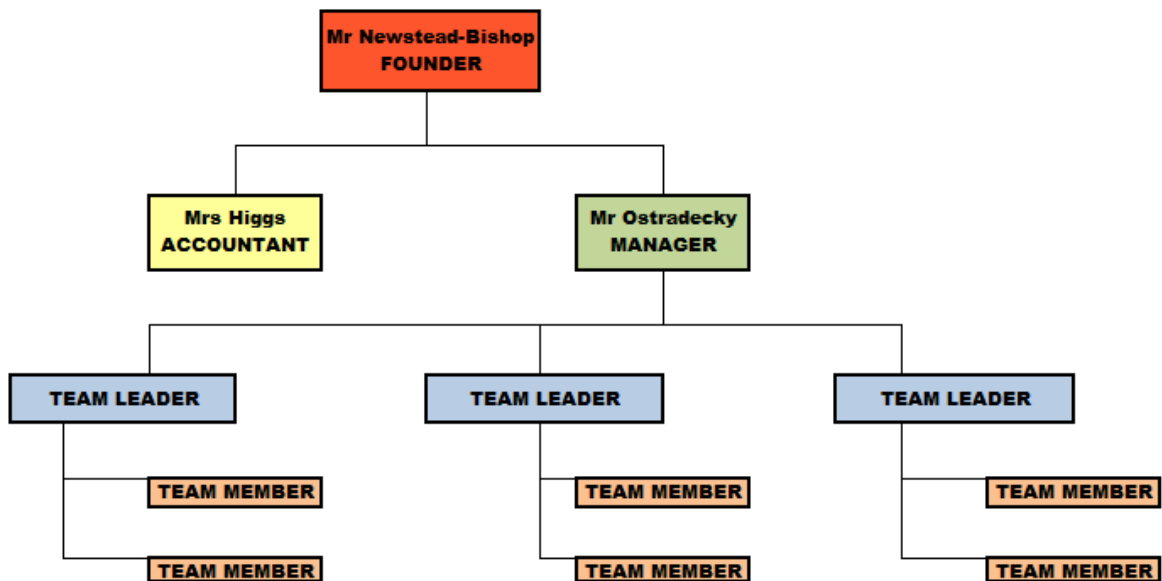 Mr Newstead-Bishop
FOUNDER
Mrs Higgs
ACCOUNTANT
Mr Ostradecky
MANAGER
TEAM LEADER
TEAM LEADER
TEAM LEADER
TEAM MEMBER
TEAM MEMBER
TEAM MEMBER
TEAM MEMBER
TEAM MEMBER
TEAM MEMBER